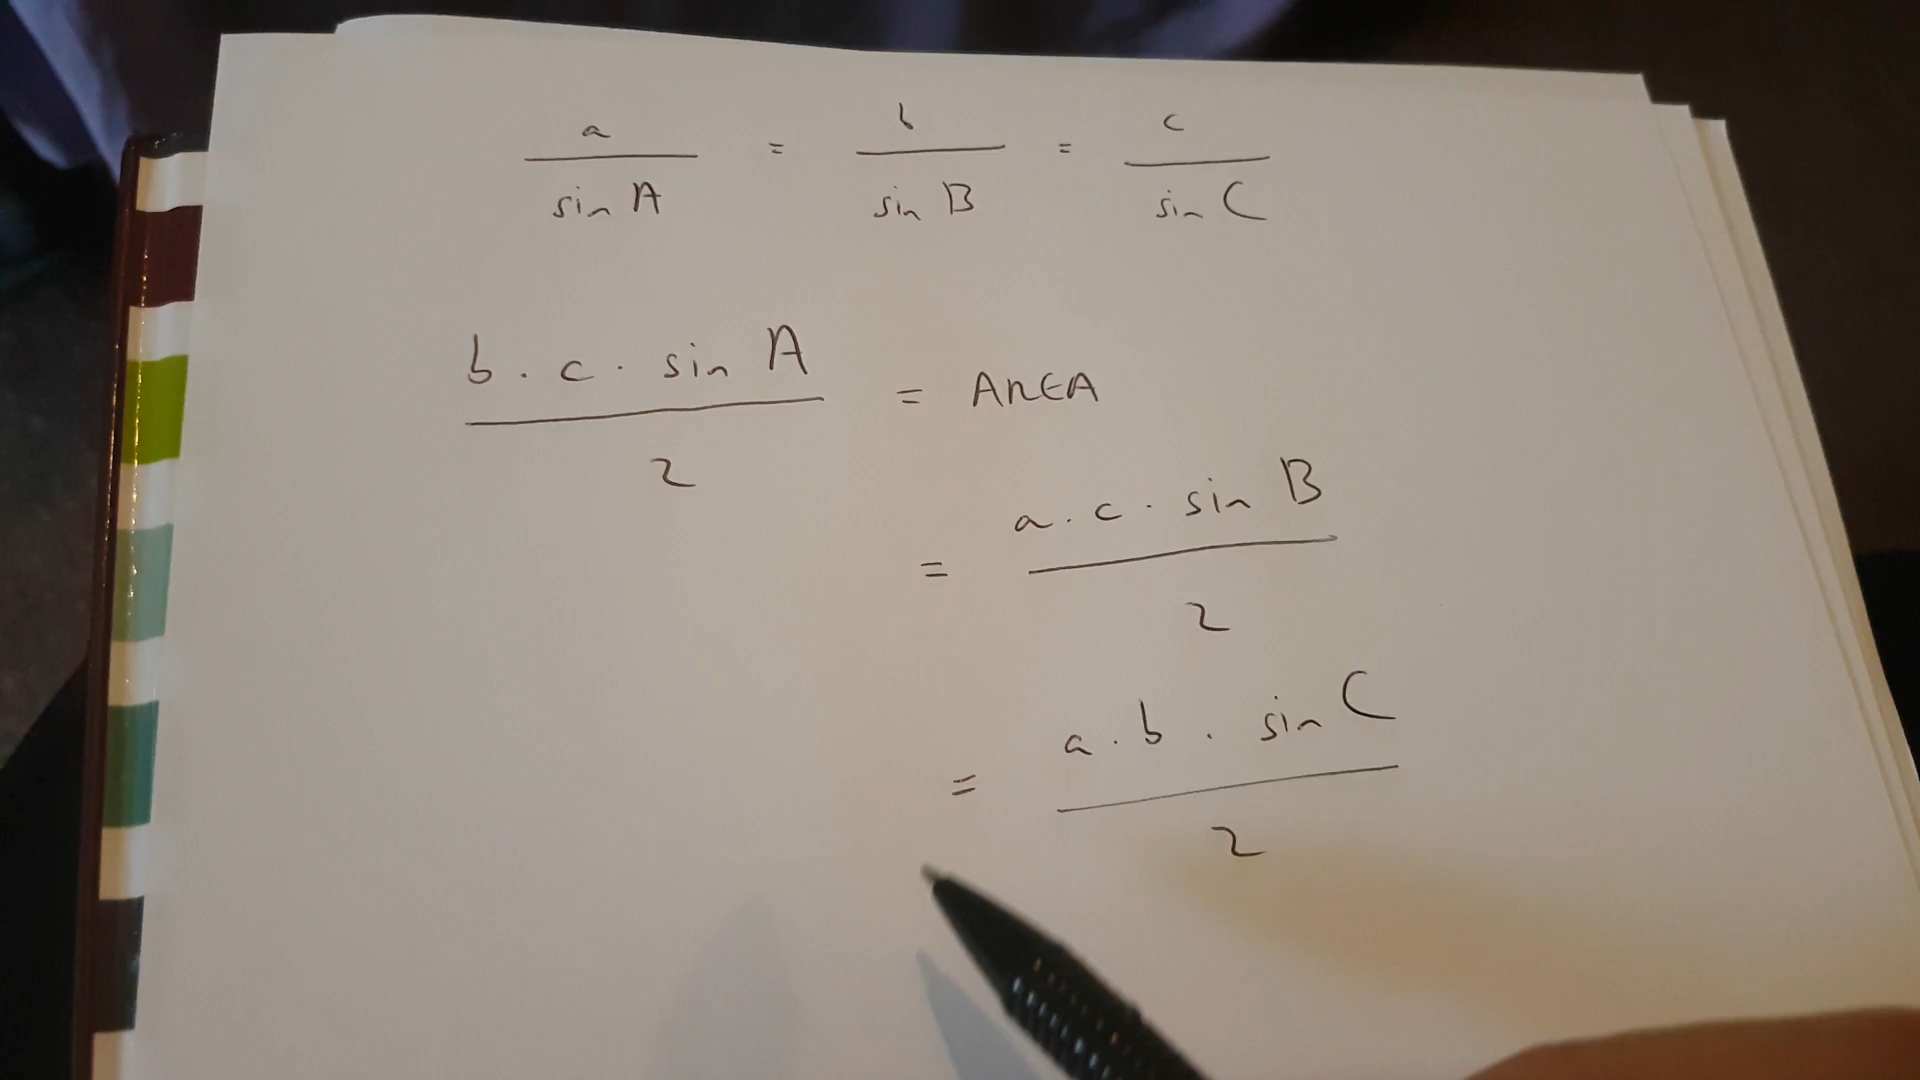 a/sin A = b/sin B = c/sin C
b · c · sin A / 2 = AREA
= a · c · sin B / 2
= a · b · sin C / 2